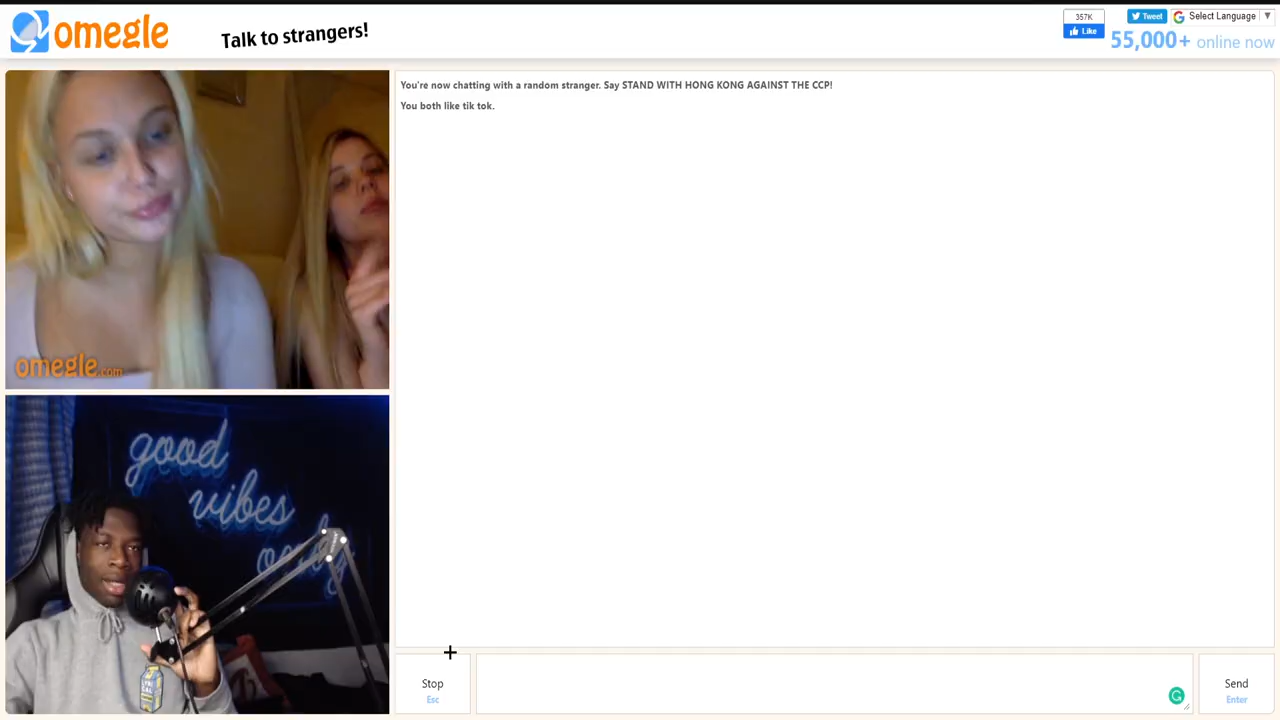 omegle
Talk to strangers!
357K
Like
Tweet
Select Language
55,000+ online now
You're now chatting with a random stranger. Say STAND WITH HONG KONG AGAINST THE CCP!
You both like tik tok.
omegle.com
good
vibes
Stop
Esc
Send
Enter